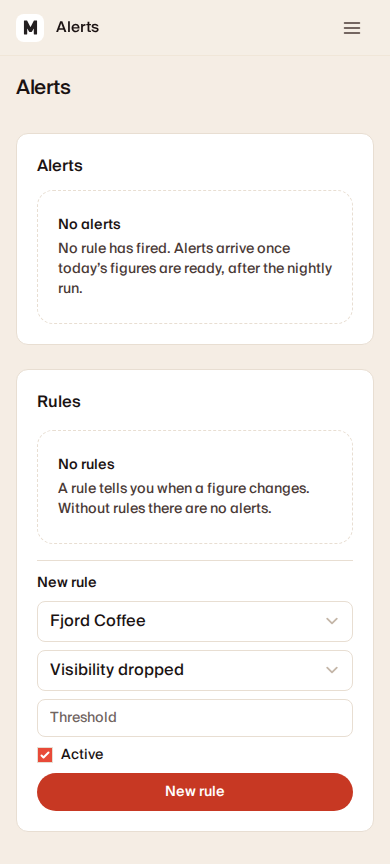 M Alerts
Alerts
Alerts
No alerts
No rule has fired. Alerts arrive once
today's figures are ready, after the nightly
run.
Rules
No rules
A rule tells you when a figure changes.
Without rules there are no alerts.
New rule
Fjord Coffee
Visibility dropped
Threshold
Active
New rule